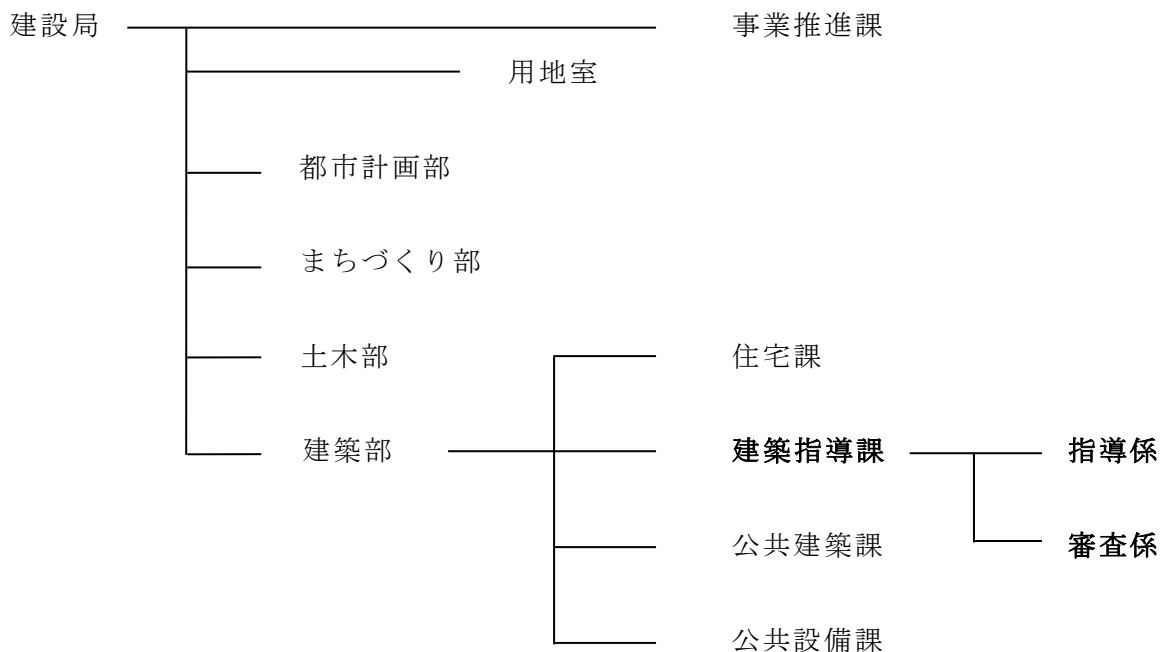 建設局 事業推進課
用地室
都市計画部
まちづくり部
土木部 住宅課
建築部 建築指導課 指導係
公共建築課 審査係
公共設備課